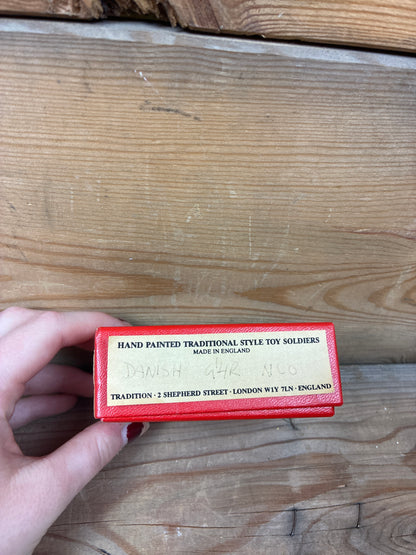 HAND PAINTED TRADITIONAL STYLE TOY SOLDIERS
MADE IN ENGLAND
DANISH G4R NCO
TRADITION · 2 SHEPHERD STREET · LONDON W1Y 7LN · ENGLAND